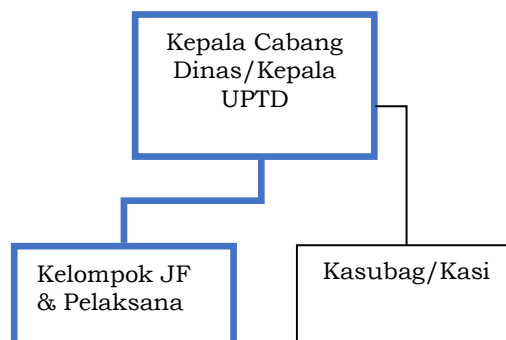 Kepala Cabang
Dinas/Kepala
UPTD
Kelompok JF
& Pelaksana
Kasubag/Kasi